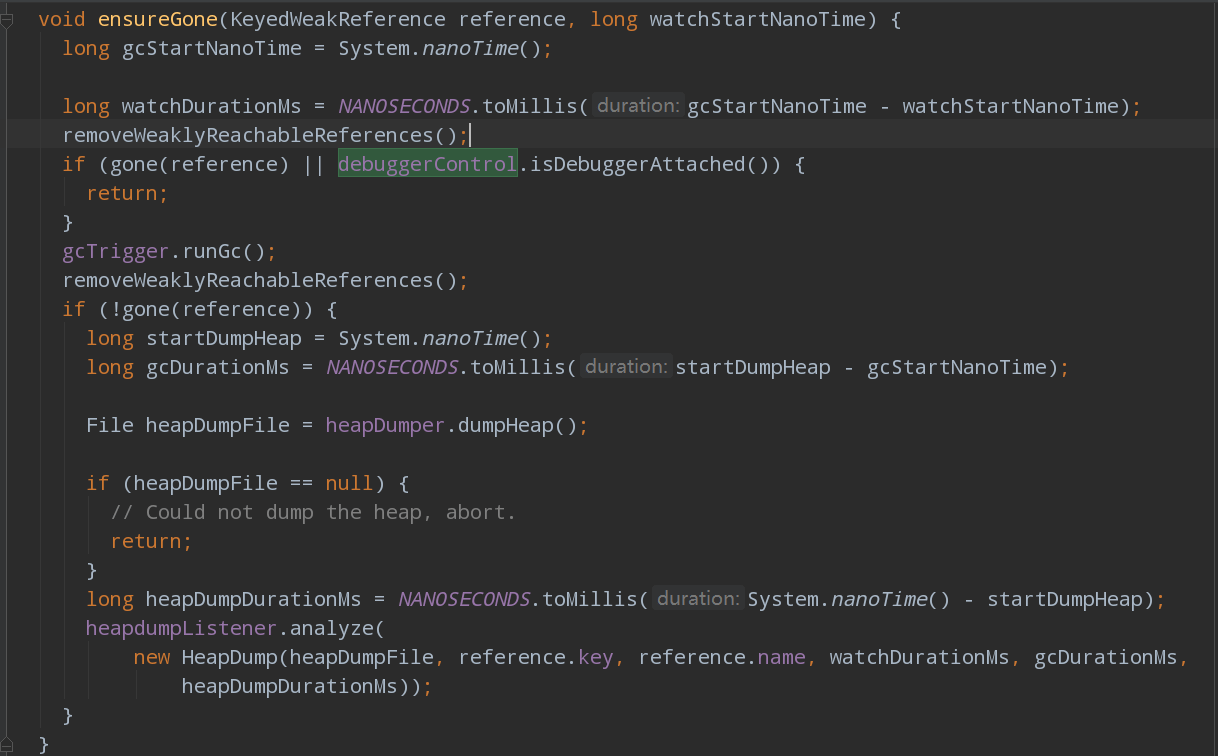 void ensureGone(KeyedWeakReference reference, long watchStartNanoTime) {
  long gcStartNanoTime = System.nanoTime();

  long watchDurationMs = NANOSECONDS.toMillis( duration: gcStartNanoTime - watchStartNanoTime);
  removeWeaklyReachableReferences();
  if (gone(reference) || debuggerControl.isDebuggerAttached()) {
    return;
  }
  gcTrigger.runGc();
  removeWeaklyReachableReferences();
  if (!gone(reference)) {
    long startDumpHeap = System.nanoTime();
    long gcDurationMs = NANOSECONDS.toMillis( duration: startDumpHeap - gcStartNanoTime);

    File heapDumpFile = heapDumper.dumpHeap();

    if (heapDumpFile == null) {
      // Could not dump the heap, abort.
      return;
    }
    long heapDumpDurationMs = NANOSECONDS.toMillis( duration: System.nanoTime() - startDumpHeap);
    heapdumpListener.analyze(
        new HeapDump(heapDumpFile, reference.key, reference.name, watchDurationMs, gcDurationMs,
            heapDumpDurationMs));
  }
}